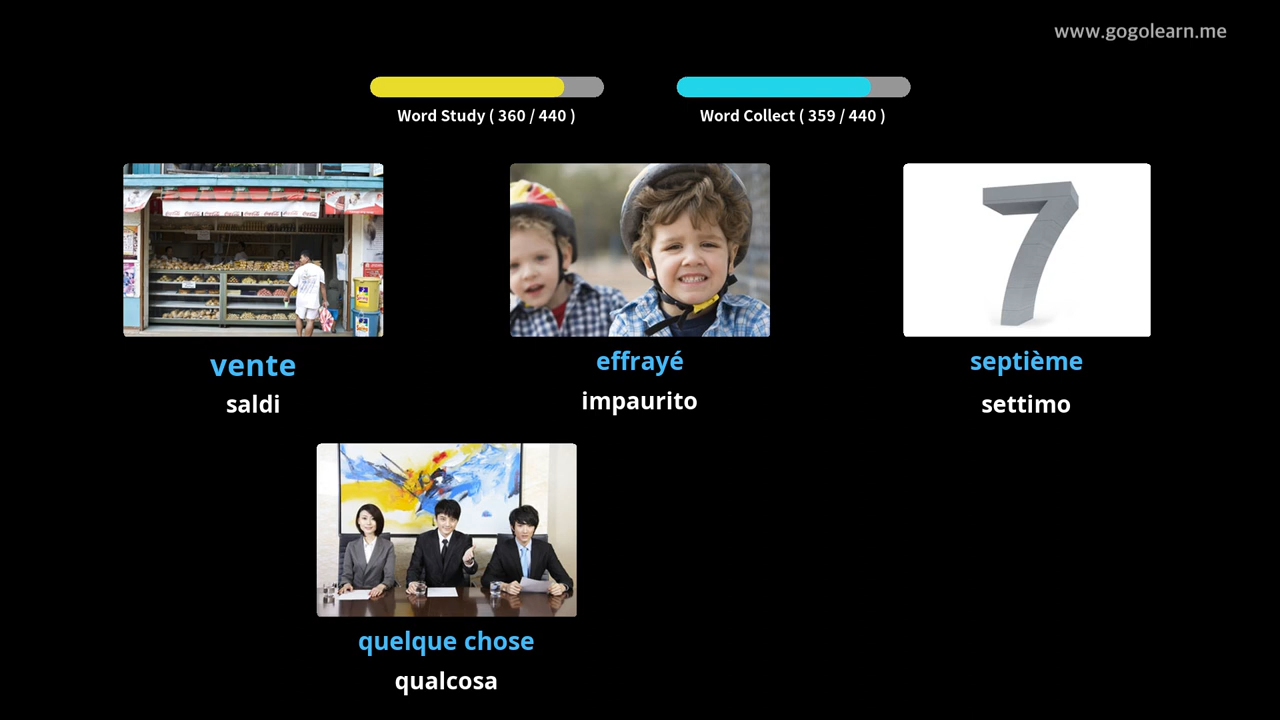 www.gogolearn.me
Word Study ( 360 / 440 )
Word Collect ( 359 / 440 )
vente
saldi
effrayé
impaurito
7
septième
settimo
quelque chose
qualcosa